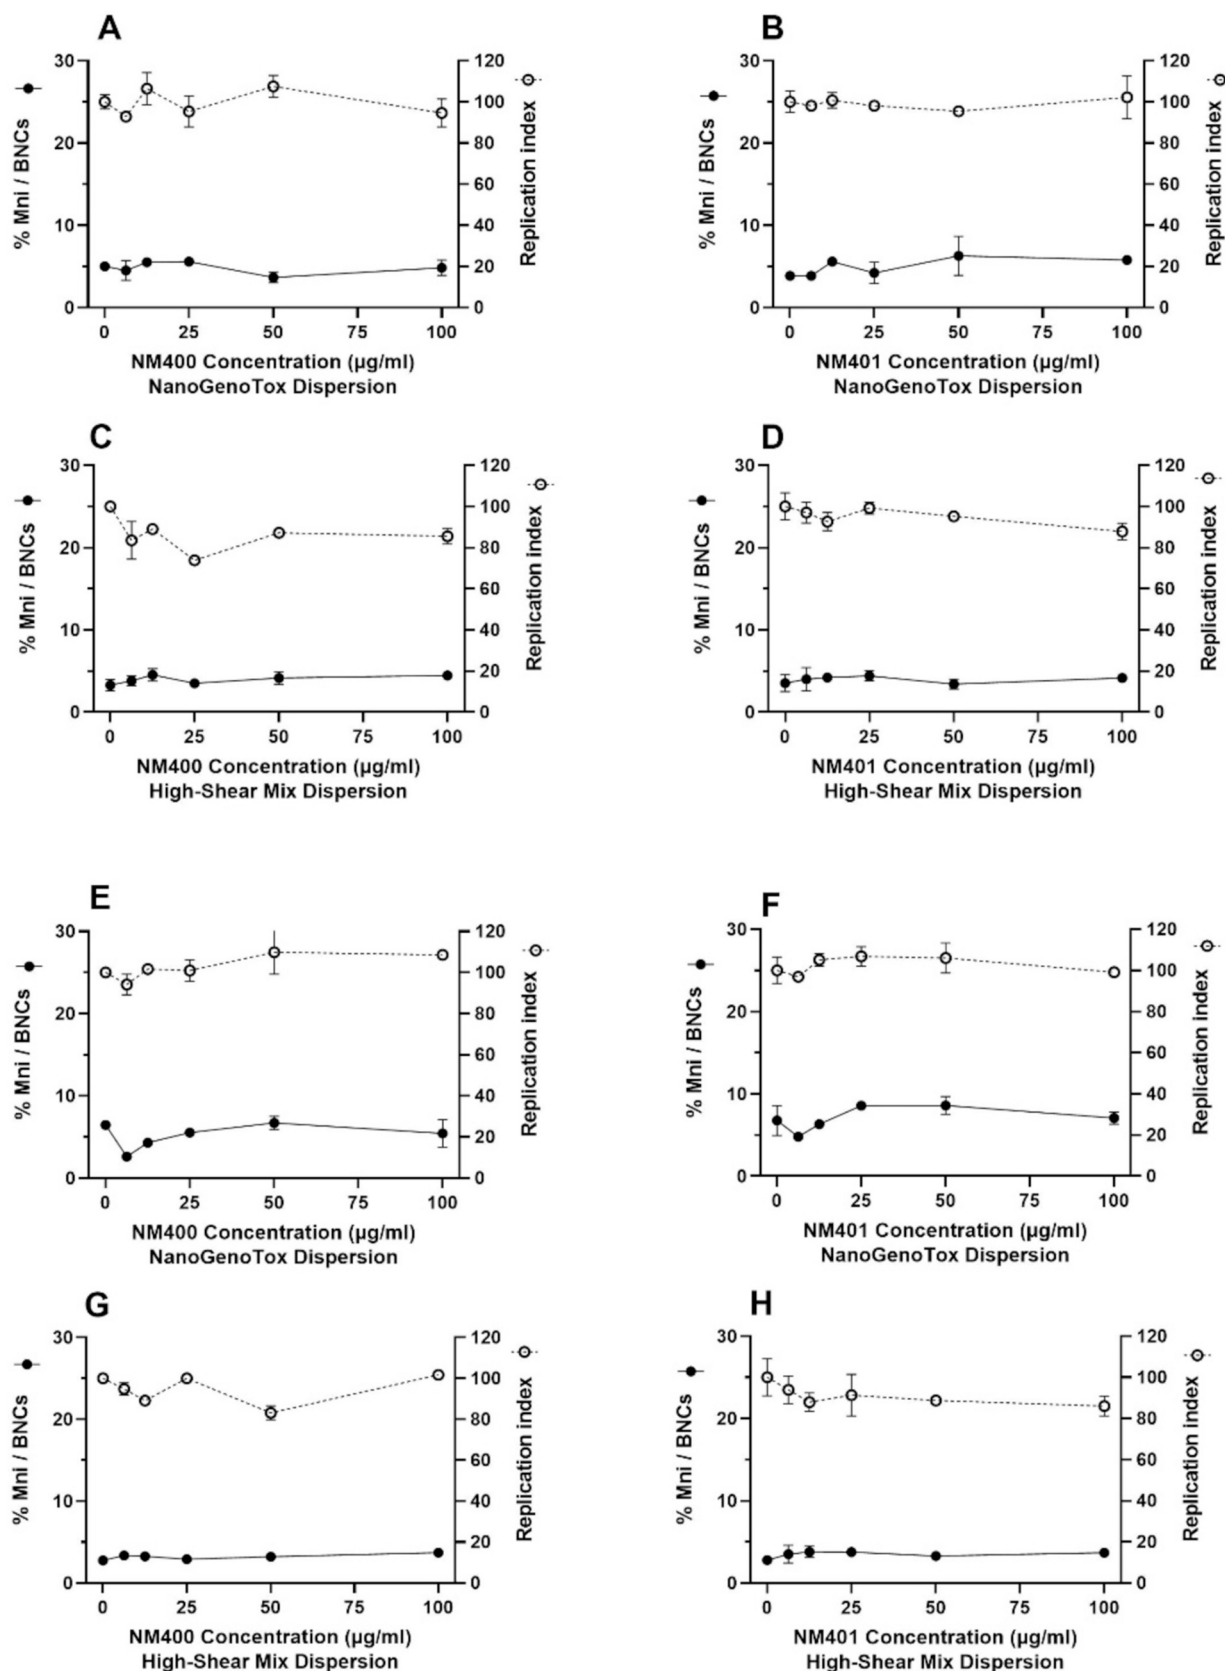 A
30
20
10
0
% Mni / BNCs
120
100
80
60
40
20
0
Replication index
0 25 50 75 100
NM400 Concentration (µg/ml)
NanoGenoTox Dispersion
B
30
20
10
0
% Mni / BNCs
120
100
80
60
40
20
0
Replication index
0 25 50 75 100
NM401 Concentration (µg/ml)
NanoGenoTox Dispersion
C
30
20
10
0
% Mni / BNCs
120
100
80
60
40
20
0
Replication index
0 25 50 75 100
NM400 Concentration (µg/ml)
High-Shear Mix Dispersion
D
30
20
10
0
% Mni / BNCs
120
100
80
60
40
20
0
Replication index
0 25 50 75 100
NM401 Concentration (µg/ml)
High-Shear Mix Dispersion
E
30
20
10
0
% Mni / BNCs
120
100
80
60
40
20
0
Replication index
0 25 50 75 100
NM400 Concentration (µg/ml)
NanoGenoTox Dispersion
F
30
20
10
0
% Mni / BNCs
120
100
80
60
40
20
0
Replication index
0 25 50 75 100
NM401 Concentration (µg/ml)
NanoGenoTox Dispersion
G
30
20
10
0
% Mni / BNCs
120
100
80
60
40
20
0
Replication index
0 25 50 75 100
NM400 Concentration (µg/ml)
High-Shear Mix Dispersion
H
30
20
10
0
% Mni / BNCs
120
100
80
60
40
20
0
Replication index
0 25 50 75 100
NM401 Concentration (µg/ml)
High-Shear Mix Dispersion